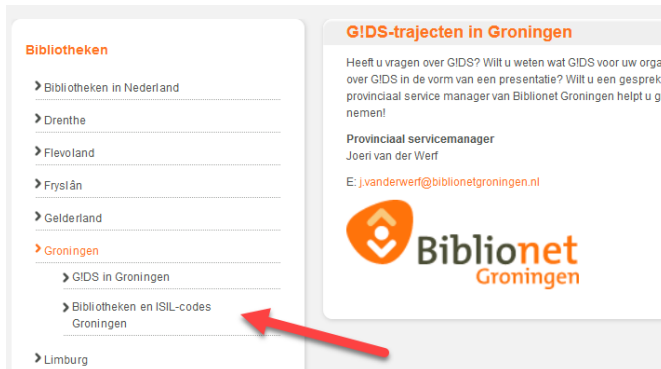 Bibliotheken
Bibliotheken in Nederland
Drenthe
Flevoland
Fryslân
Gelderland
Groningen
G!DS in Groningen
Bibliotheken en ISIL-codes
Groningen
Limburg
G!DS-trajecten in Groningen
Heeft u vragen over G!DS? Wilt u weten wat G!DS voor uw orga
over G!DS in de vorm van een presentatie? Wilt u een gesprek
provinciaal service manager van Biblionet Groningen helpt u g
nemen!
Provinciaal servicemanager
Joeri van der Werf
E: j.vanderwerf@biblionetgroningen.nl
Biblionet
Groningen